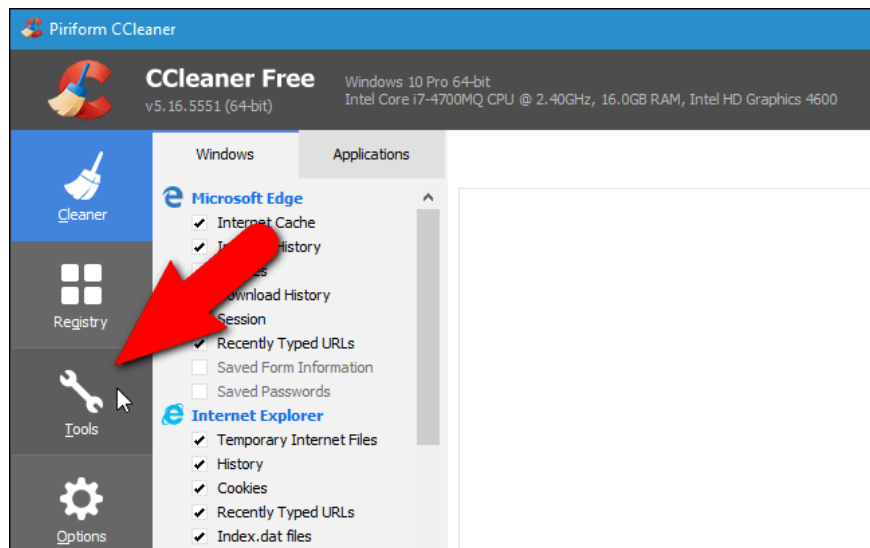 Piriform CCleaner
CCleaner Free
v5.16.5551 (64-bit)
Windows 10 Pro 64-bit
Intel Core i7-4700MQ CPU @ 2.40GHz, 16.0GB RAM, Intel HD Graphics 4600
Cleaner
Registry
Tools
Options
Windows
Applications
Microsoft Edge
Internet Cache
History
Download History
Session
Recently Typed URLs
Saved Form Information
Saved Passwords
Internet Explorer
Temporary Internet Files
History
Cookies
Recently Typed URLs
Index.dat files